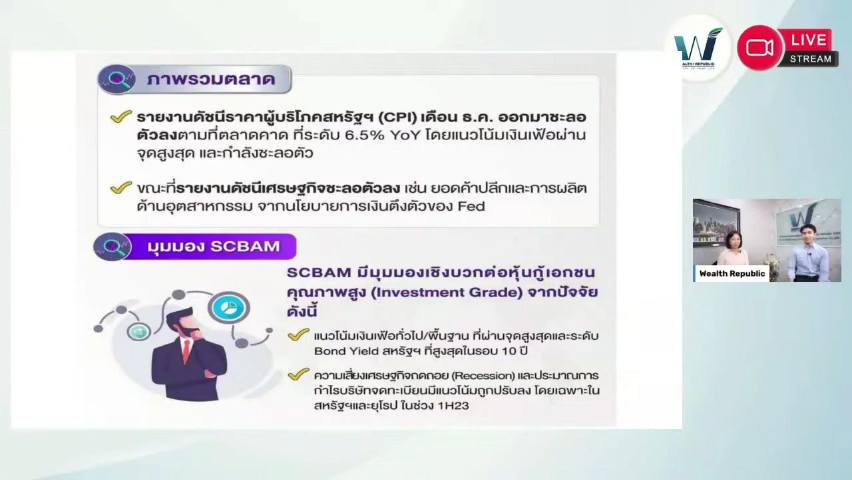 W
WEALTH REPUBLIC
LIVE
STREAM
ภาพรวมตลาด
รายงานดัชนีราคาผู้บริโภคสหรัฐฯ (CPI) เดือน ธ.ค. ออกมาชะลอ
ตัวลงตามที่ตลาดคาด ที่ระดับ 6.5% YoY โดยแนวโน้มเงินเฟ้อผ่าน
จุดสูงสุด และกำลังชะลอตัว
ขณะที่รายงานดัชนีเศรษฐกิจชะลอตัวลง เช่น ยอดค้าปลีกและการผลิต
ด้านอุตสาหกรรม จากนโยบายการเงินตึงตัวของ Fed
มุมมอง SCBAM
SCBAM มีมุมมองเชิงบวกต่อหุ้นกู้เอกชน
คุณภาพสูง (Investment Grade) จากปัจจัย
ดังนี้
แนวโน้มเงินเฟ้อทั่วไป/พื้นฐาน ที่ผ่านจุดสูงสุดและระดับ
Bond Yield สหรัฐฯ ที่สูงสุดในรอบ 10 ปี
ความเสี่ยงเศรษฐกิจถดถอย (Recession) และประมาณการ
กำไรบริษัทจดทะเบียนมีแนวโน้มถูกปรับลง โดยเฉพาะใน
สหรัฐฯและยุโรป ในช่วง 1H23
Wealth Republic